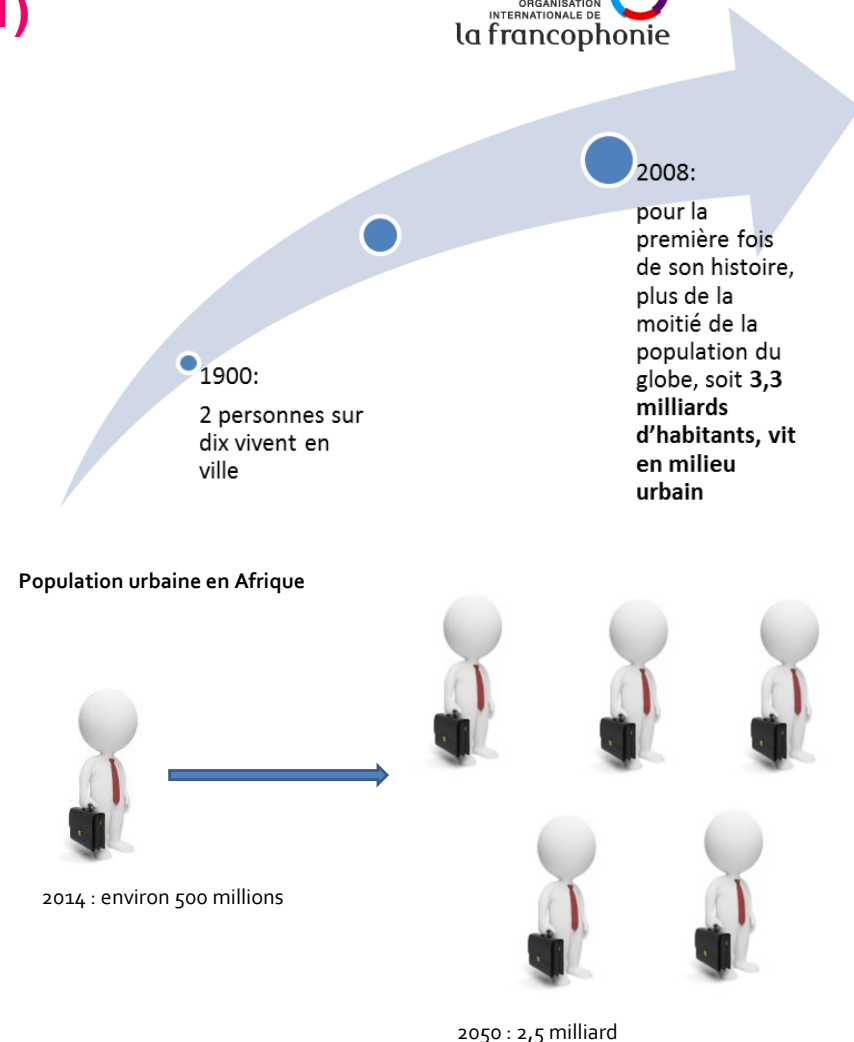 1)
ORGANISATION
INTERNATIONALE DE
la francophonie
2008:
pour la
première fois
de son histoire,
plus de la
moitié de la
population du
globe, soit 3,3
milliards
d’habitants, vit
en milieu
urbain
1900:
2 personnes sur
dix vivent en
ville
Population urbaine en Afrique
2014 : environ 500 millions
2050 : 2,5 milliard